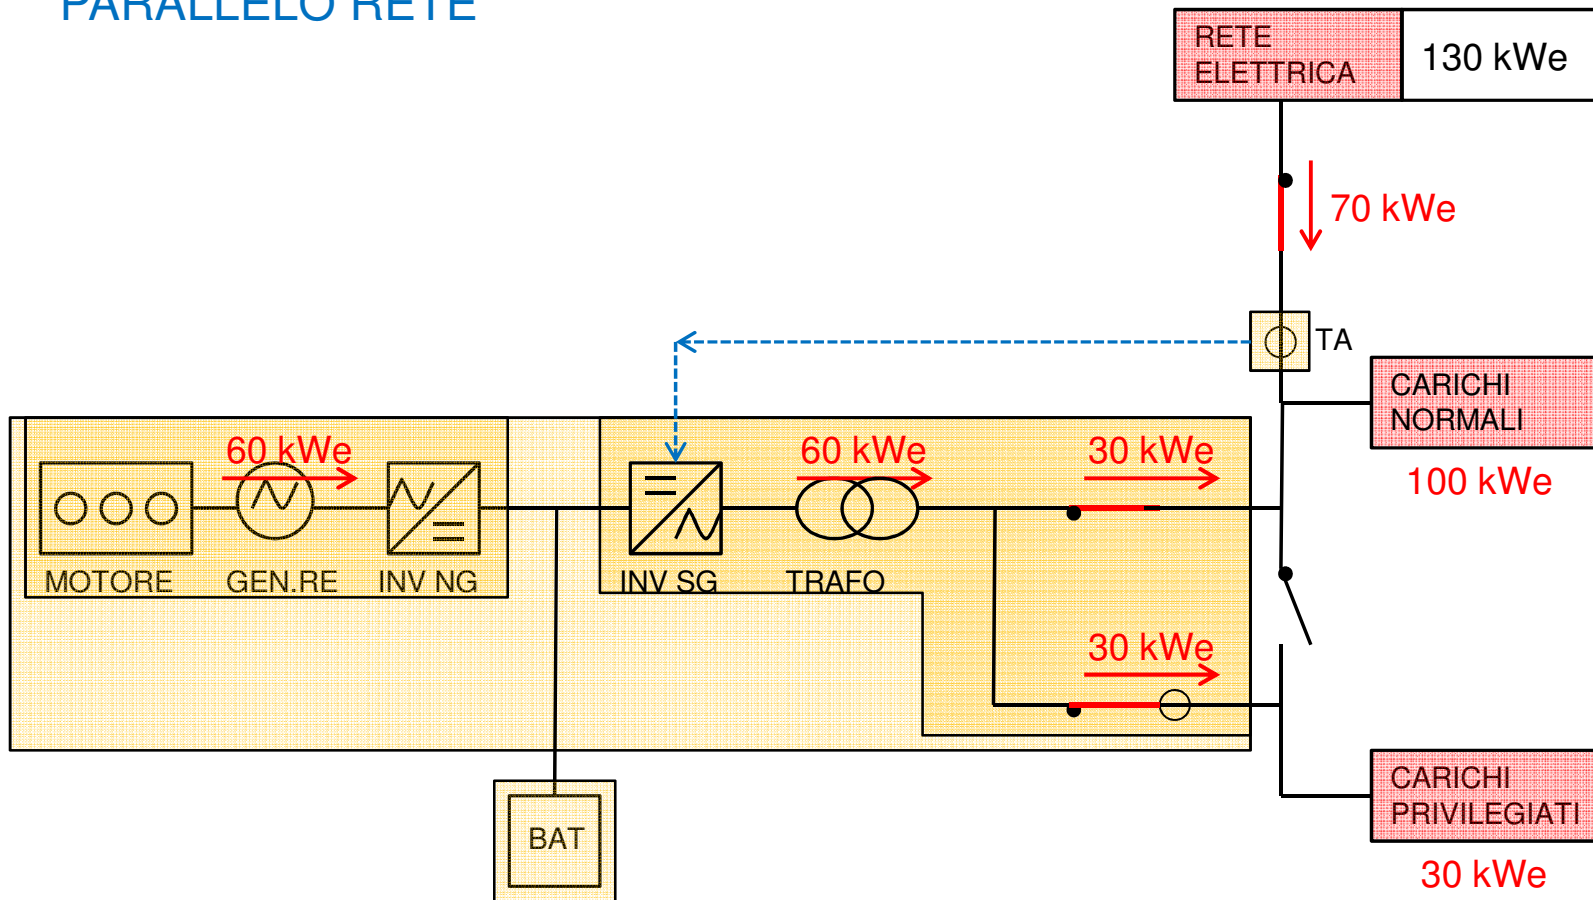 PARALLELO RETE
RETE
ELETTRICA
130 kWe
70 kWe
TA
CARICHI
NORMALI
100 kWe
60 kWe
60 kWe
30 kWe
MOTORE
GEN.RE
INV NG
INV SG
TRAFO
30 kWe
CARICHI
PRIVILEGIATI
30 kWe
BAT